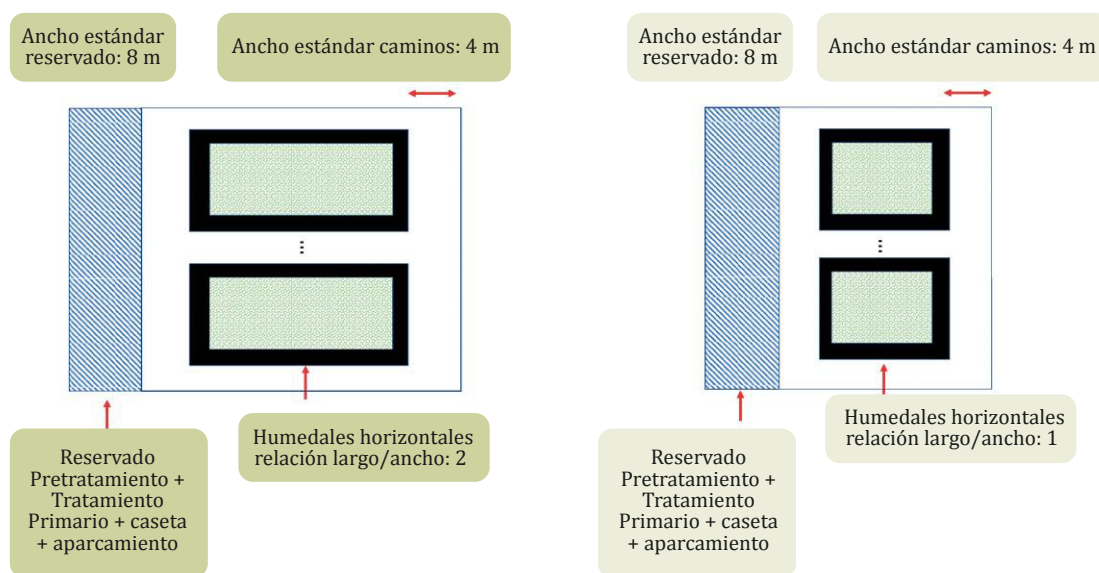 Ancho estándar
reservado: 8 m
Ancho estándar caminos: 4 m
...
...
Humedales horizontales
relación largo/ancho: 2
Reservado
Pretratamiento +
Tratamiento
Primario + caseta
+ aparcamiento
Ancho estándar
reservado: 8 m
Ancho estándar caminos: 4 m
...
...
Humedales horizontales
relación largo/ancho: 1
Reservado
Pretratamiento +
Tratamiento
Primario + caseta
+ aparcamiento